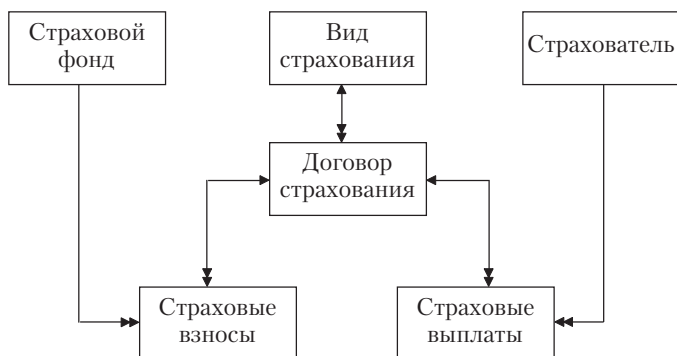 Страховой
фонд
Вид
страхования
Страхователь
Договор
страхования
Страховые
взносы
Страховые
выплаты